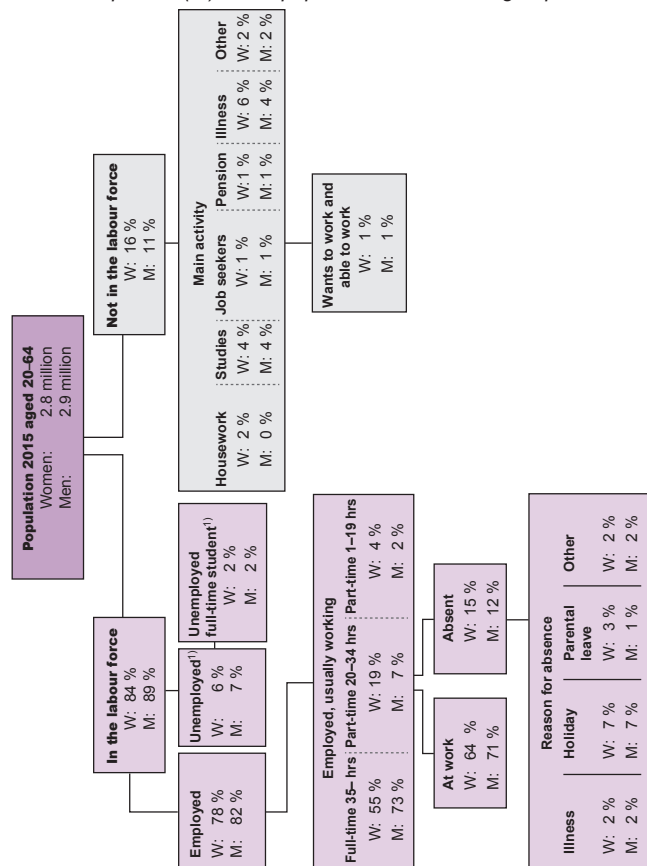 Population 2015 aged 20–64
Women: 2.8 million
Men: 2.9 million
In the labour force
W: 84 %
M: 89 %
Not in the labour force
W: 16 %
M: 11 %
Employed
W: 78 %
M: 82 %
Unemployed1)
W: 6 %
M: 7 %
Unemployed
full-time student1)
W: 2 %
M: 2 %
Main activity
Housework
W: 2 %
M: 0 %
Studies
W: 4 %
M: 4 %
Job seekers
W: 1 %
M: 1 %
Pension
W: 1 %
M: 1 %
Illness
W: 6 %
M: 4 %
Other
W: 2 %
M: 2 %
Wants to work and
able to work
W: 1 %
M: 1 %
Employed, usually working
Full-time 35– hrs
W: 55 %
M: 73 %
Part-time 20–34 hrs
W: 19 %
M: 7 %
Part-time 1–19 hrs
W: 4 %
M: 2 %
At work
W: 64 %
M: 71 %
Absent
W: 15 %
M: 12 %
Reason for absence
Illness
W: 2 %
M: 2 %
Holiday
W: 7 %
M: 7 %
Parental
leave
W: 3 %
M: 1 %
Other
W: 2 %
M: 2 %